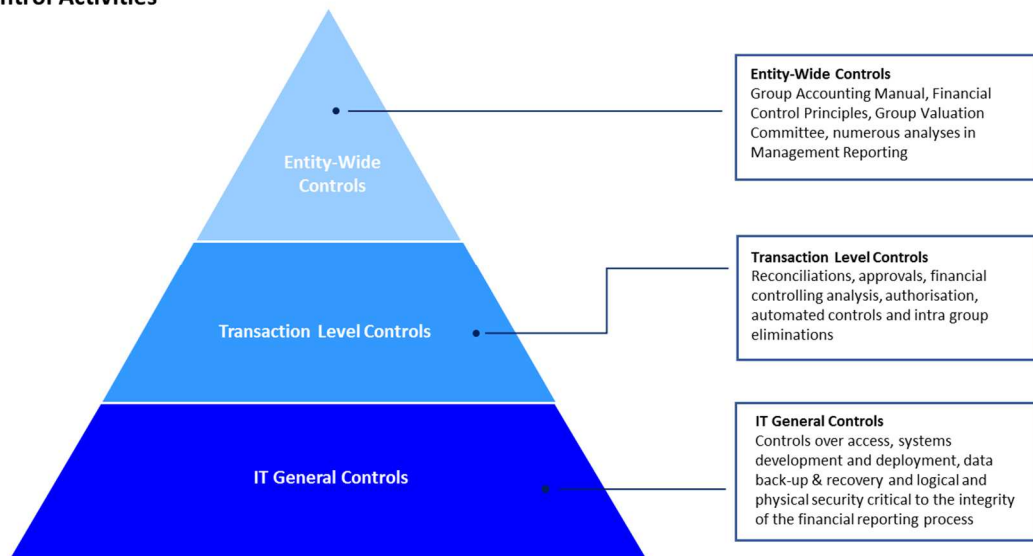 Activities
Entity-Wide
Controls
Transaction Level Controls
IT General Controls
Entity-Wide Controls
Group Accounting Manual, Financial
Control Principles, Group Valuation
Committee, numerous analyses in
Management Reporting
Transaction Level Controls
Reconciliations, approvals, financial
controlling analysis, authorisation,
automated controls and intra group
eliminations
IT General Controls
Controls over access, systems
development and deployment, data
back-up & recovery and logical and
physical security critical to the integrity
of the financial reporting process